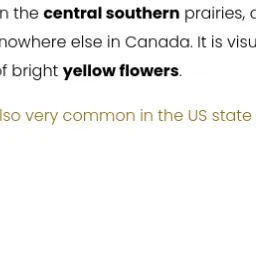 n the central southern prairies,
nowhere else in Canada. It is visu
of bright yellow flowers.
lso very common in the US state